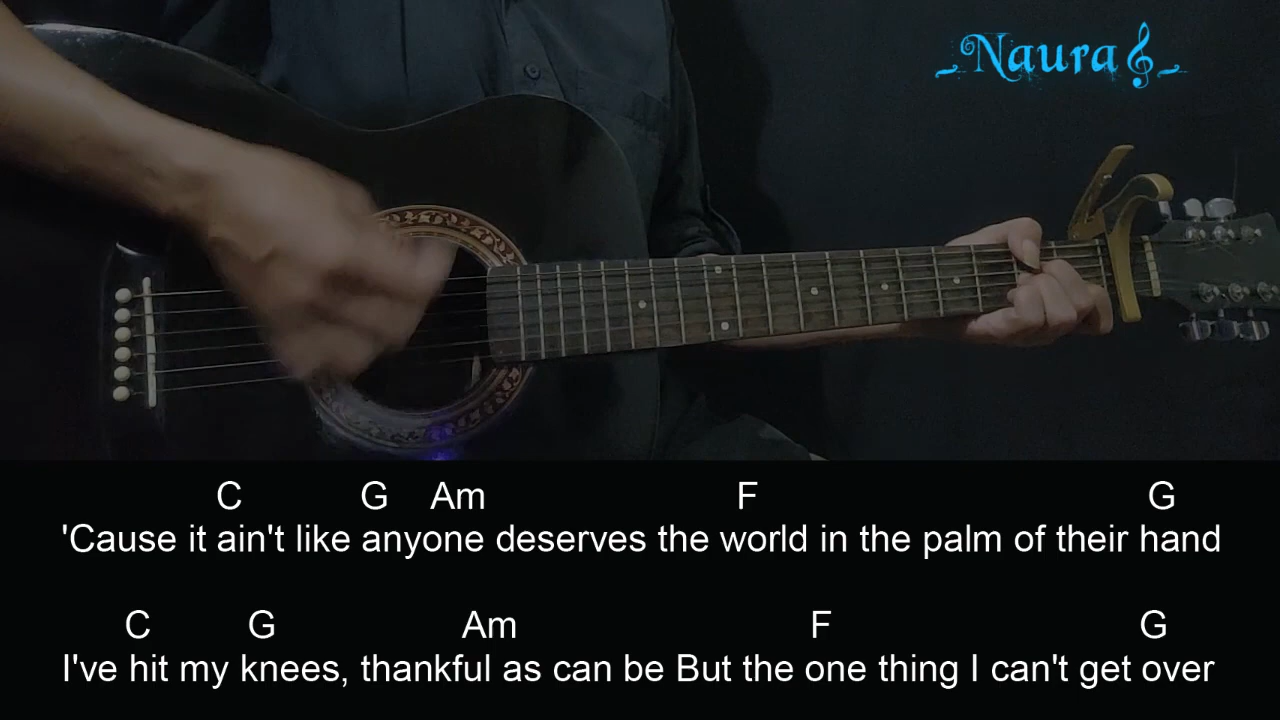 Naura
C G Am F G
'Cause it ain't like anyone deserves the world in the palm of their hand
C G Am F G
I've hit my knees, thankful as can be But the one thing I can't get over